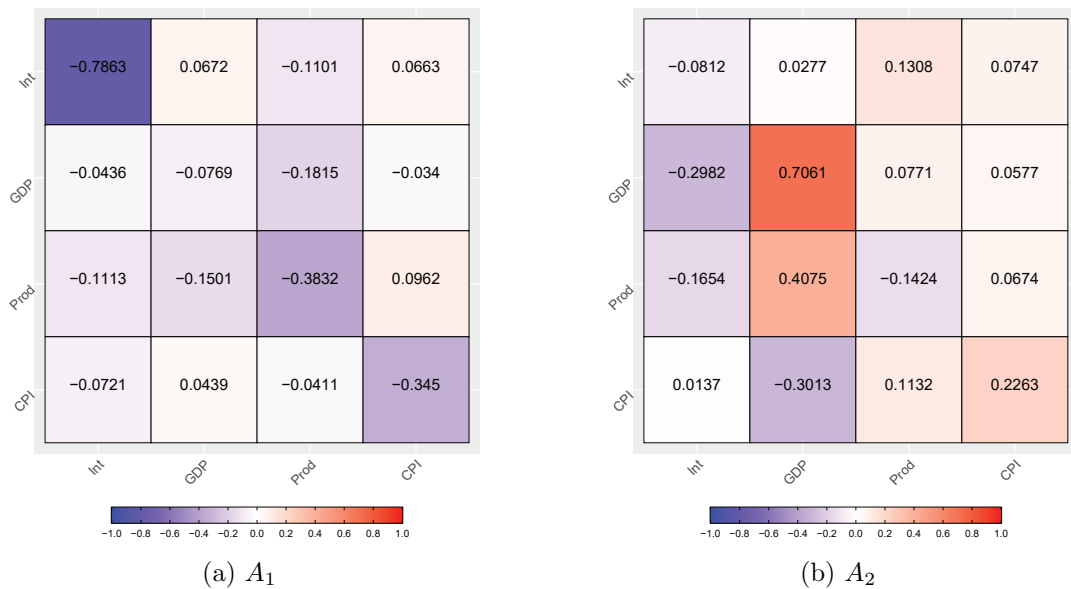 Int −0.7863 0.0672 −0.1101 0.0663
GDP −0.0436 −0.0769 −0.1815 −0.034
Prod −0.1113 −0.1501 −0.3832 0.0962
CPI −0.0721 0.0439 −0.0411 −0.345
Int GDP Prod CPI
−1.0 −0.8 −0.6 −0.4 −0.2 0.0 0.2 0.4 0.6 0.8 1.0
(a) A₁
Int −0.0812 0.0277 0.1308 0.0747
GDP −0.2982 0.7061 0.0771 0.0577
Prod −0.1654 0.4075 −0.1424 0.0674
CPI 0.0137 −0.3013 0.1132 0.2263
Int GDP Prod CPI
−1.0 −0.8 −0.6 −0.4 −0.2 0.0 0.2 0.4 0.6 0.8 1.0
(b) A₂